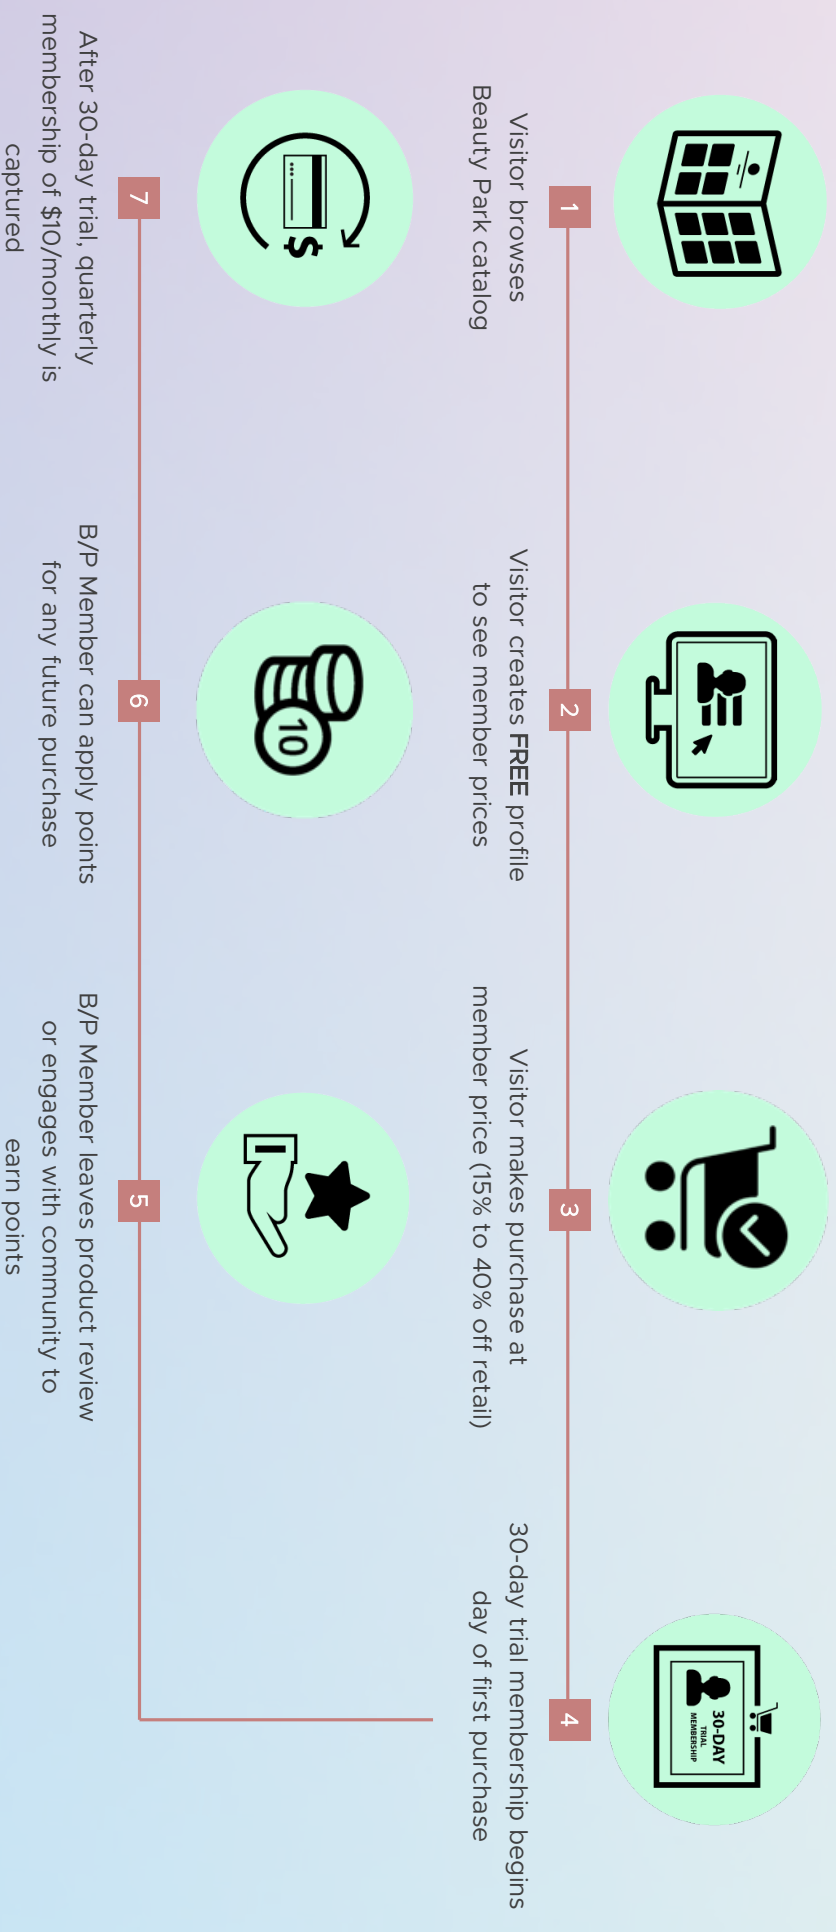 1
Visitor browses
Beauty Park catalog
2
Visitor creates FREE profile
to see member prices
3
Visitor makes purchase at
member price (15% to 40% off retail)
30-DAY
TRIAL
MEMBERSHIP
4
30-day trial membership begins
day of first purchase
5
B/P Member leaves product review
or engages with community to
earn points
10
6
B/P Member can apply points
for any future purchase
$
7
After 30-day trial, quarterly
membership of $10/monthly is
captured